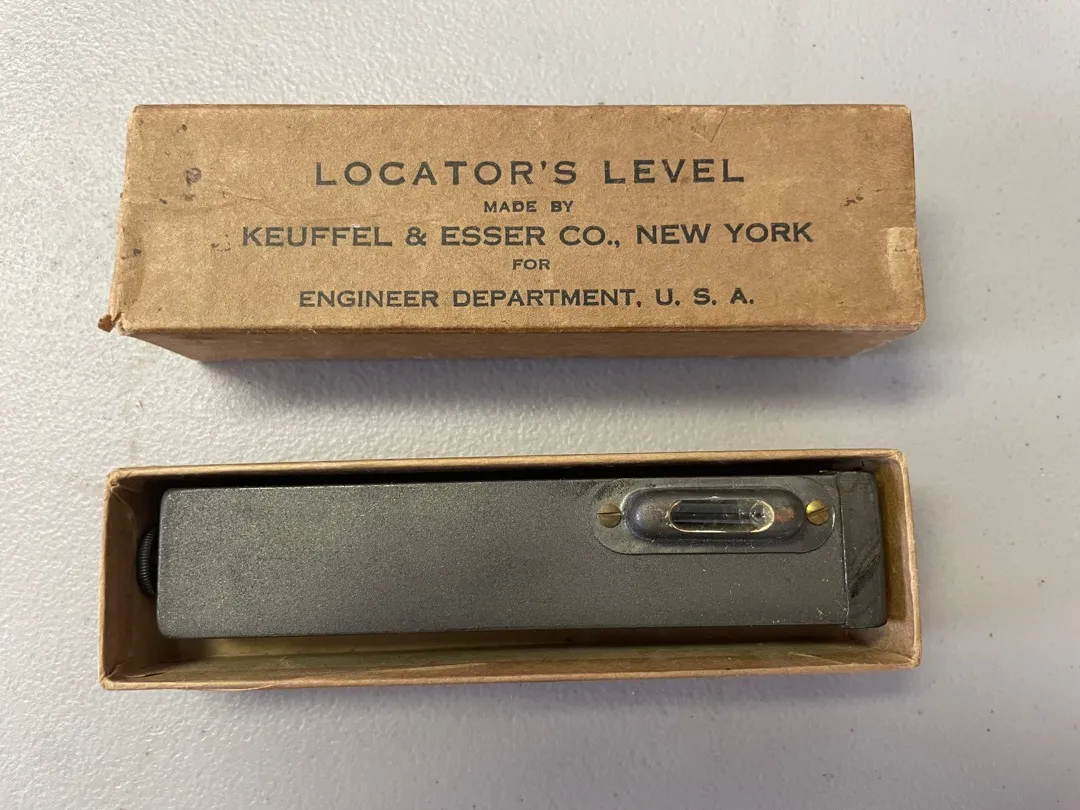 LOCATOR'S LEVEL
MADE BY
KEUFFEL & ESSER CO., NEW YORK
FOR
ENGINEER DEPARTMENT, U. S. A.